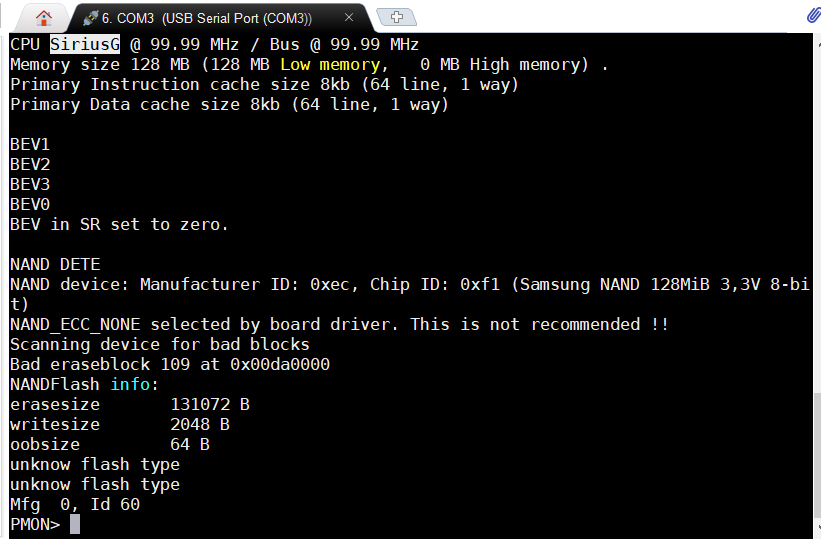 6. COM3  (USB Serial Port (COM3))
CPU SiriusG @ 99.99 MHz / Bus @ 99.99 MHz
Memory size 128 MB (128 MB Low memory,   0 MB High memory) .
Primary Instruction cache size 8kb (64 line, 1 way)
Primary Data cache size 8kb (64 line, 1 way)
BEV1
BEV2
BEV3
BEV0
BEV in SR set to zero.
NAND DETE
NAND device: Manufacturer ID: 0xec, Chip ID: 0xf1 (Samsung NAND 128MiB 3,3V 8-bi
t)
NAND_ECC_NONE selected by board driver. This is not recommended !!
Scanning device for bad blocks
Bad eraseblock 109 at 0x00da0000
NANDFlash info:
erasesize       131072 B
writesize       2048 B
oobsize         64 B
unknow flash type
unknow flash type
Mfg  0, Id 60
PMON>